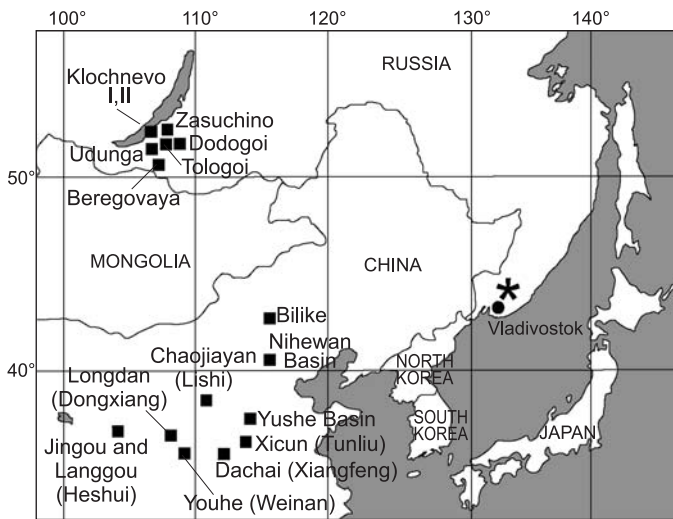 100° 110° 120° 130° 140°
RUSSIA
Klochnevo
I,II
Zasuchino
Dodogoi
Udunga
Tologoi
50°
Beregovaya
MONGOLIA
CHINA
*
Vladivostok
Bilike
Nihewan
Basin
40°
Chaojiayan
(Lishi)
NORTH
KOREA
Longdan
(Dongxiang)
SOUTH
KOREA
JAPAN
Yushe Basin
Xicun (Tunliu)
Jingou and
Langgou
(Heshui)
Dachai (Xiangfeng)
Youhe (Weinan)